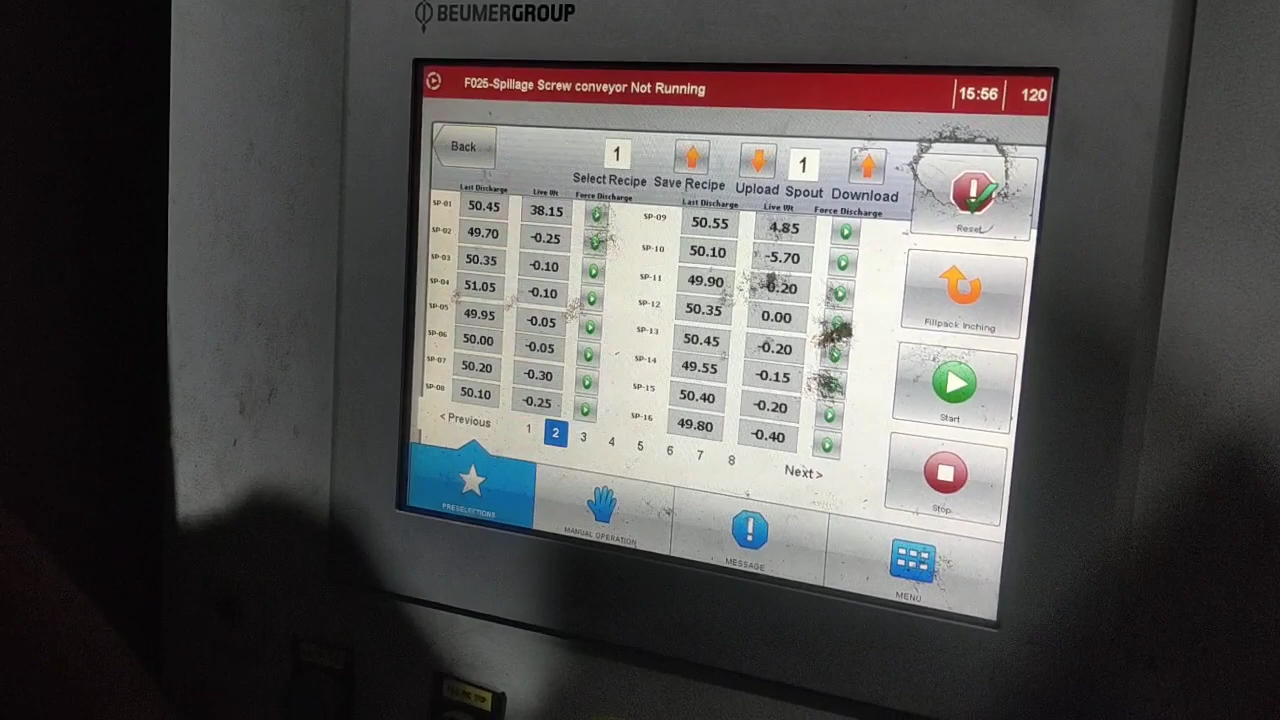 BEUMERGROUP
F025-Spillage Screw conveyor Not Running 15:56 120
Back
1 1
Select Recipe Save Recipe Upload Spout Download
Last Discharge Live Wt Force Discharge Last Discharge Live Wt Force Discharge
SP-01 50.45 38.15 SP-09 50.55 4.85
SP-02 49.70 -0.25 SP-10 50.10 -5.70
SP-03 50.35 -0.10 SP-11 49.90 -0.20
SP-04 51.05 -0.10 SP-12 50.35 0.00
SP-05 49.95 -0.05 SP-13 50.45 -0.20
SP-06 50.00 -0.05 SP-14 49.55 -0.15
SP-07 50.20 -0.30 SP-15 50.40 -0.20
SP-08 50.10 -0.25 SP-16 49.80 -0.40
< Previous 1 2 3 4 5 6 7 8 Next >
Reset
Fillpack Inching
Start
Stop
PRESELECTIONS
MANUAL OPERATION
MESSAGE
MENU